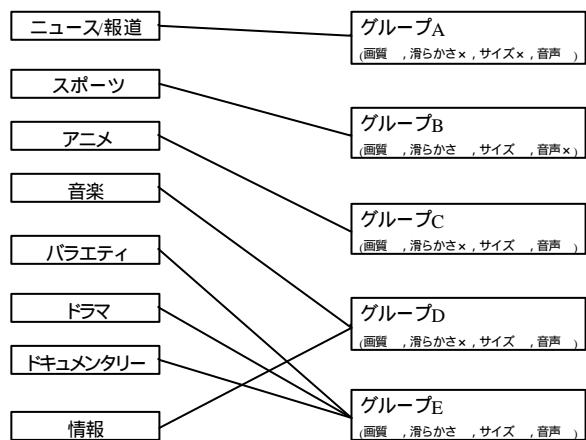 ニュース/報道
スポーツ
アニメ
音楽
バラエティ
ドラマ
ドキュメンタリー
情報
グループA
(画質　,滑らかさ×,サイズ×,音声　)
グループB
(画質　,滑らかさ　,サイズ　,音声×)
グループC
(画質　,滑らかさ×,サイズ　,音声　)
グループD
(画質　,滑らかさ×,サイズ　,音声　)
グループE
(画質　,滑らかさ　,サイズ　,音声　)